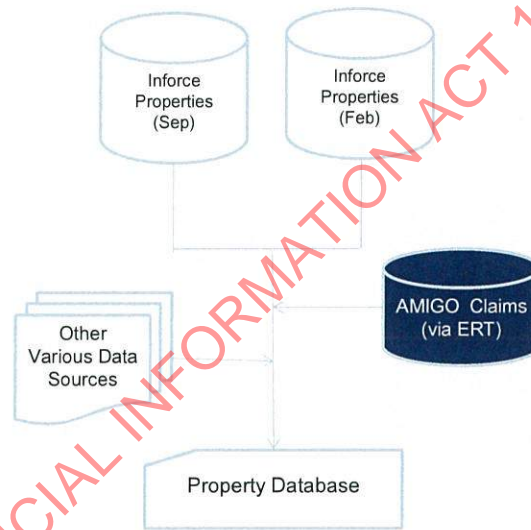 Inforce
Properties
(Sep)
Inforce
Properties
(Feb)
AMIGO Claims
(via ERT)
Other
Various Data
Sources
Property Database
CIAL INFORMATION ACT 1